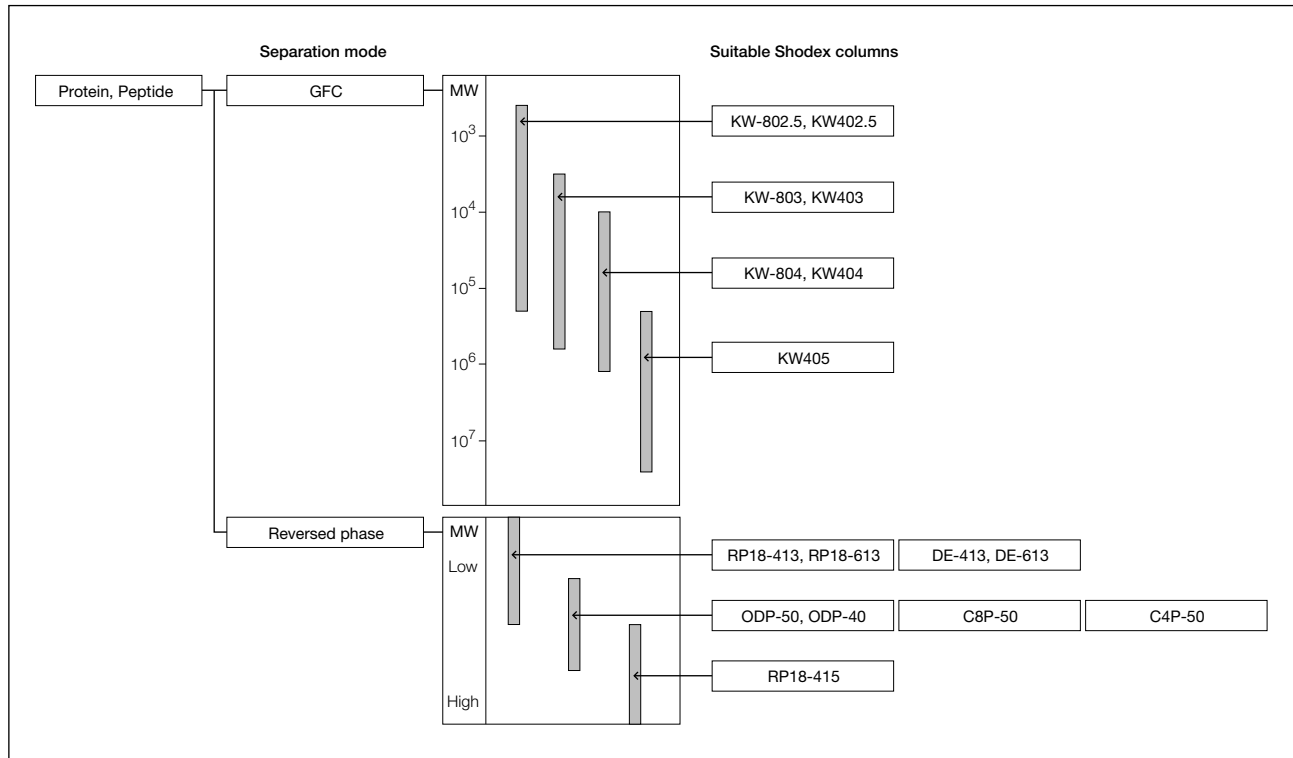 Separation mode
Suitable Shodex columns
Protein, Peptide
GFC
MW
KW-802.5, KW402.5
10³
KW-803, KW403
10⁴
KW-804, KW404
10⁵
KW405
10⁶
10⁷
Reversed phase
MW
RP18-413, RP18-613
DE-413, DE-613
Low
ODP-50, ODP-40
C8P-50
C4P-50
RP18-415
High